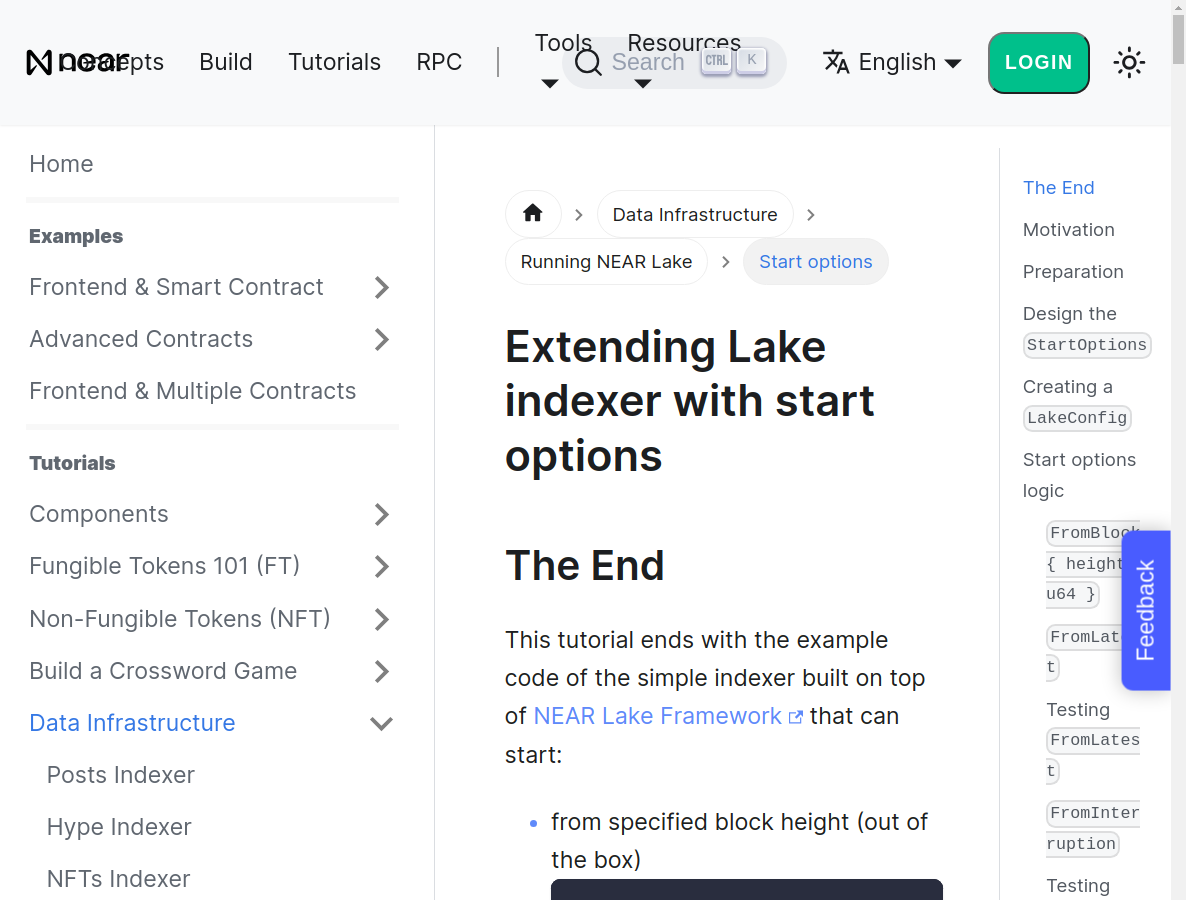 near
Concepts
Build
Tutorials
RPC
Tools
Resources
Search
CTRL
K
English
LOGIN
Home
Examples
Frontend & Smart Contract
Advanced Contracts
Frontend & Multiple Contracts
Tutorials
Components
Fungible Tokens 101 (FT)
Non-Fungible Tokens (NFT)
Build a Crossword Game
Data Infrastructure
Posts Indexer
Hype Indexer
NFTs Indexer
Data Infrastructure
Running NEAR Lake
Start options
Extending Lake
indexer with start
options
The End
This tutorial ends with the example
code of the simple indexer built on top
of NEAR Lake Framework that can
start:
from specified block height (out of
the box)
The End
Motivation
Preparation
Design the
StartOptions
Creating a
LakeConfig
Start options
logic
FromBlock
{ height
u64 }
FromLat
t
Testing
FromLates
t
FromInter
ruption
Testing
Feedback